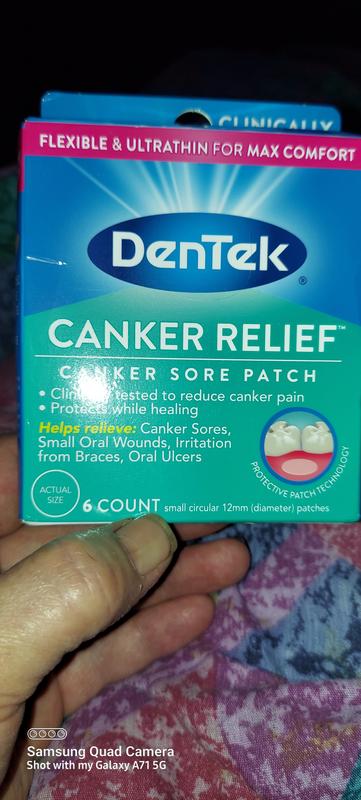 CLINICALLY
FLEXIBLE & ULTRATHIN FOR MAX COMFORT
DenTek®
CANKER RELIEF™
CANKER SORE PATCH
• Clinically tested to reduce canker pain
• Protects while healing
Helps relieve: Canker Sores,
Small Oral Wounds, Irritation
from Braces, Oral Ulcers
PROTECTIVE PATCH TECHNOLOGY
ACTUAL
SIZE
6 COUNT small circular 12mm (diameter) patches
Samsung Quad Camera
Shot with my Galaxy A71 5G